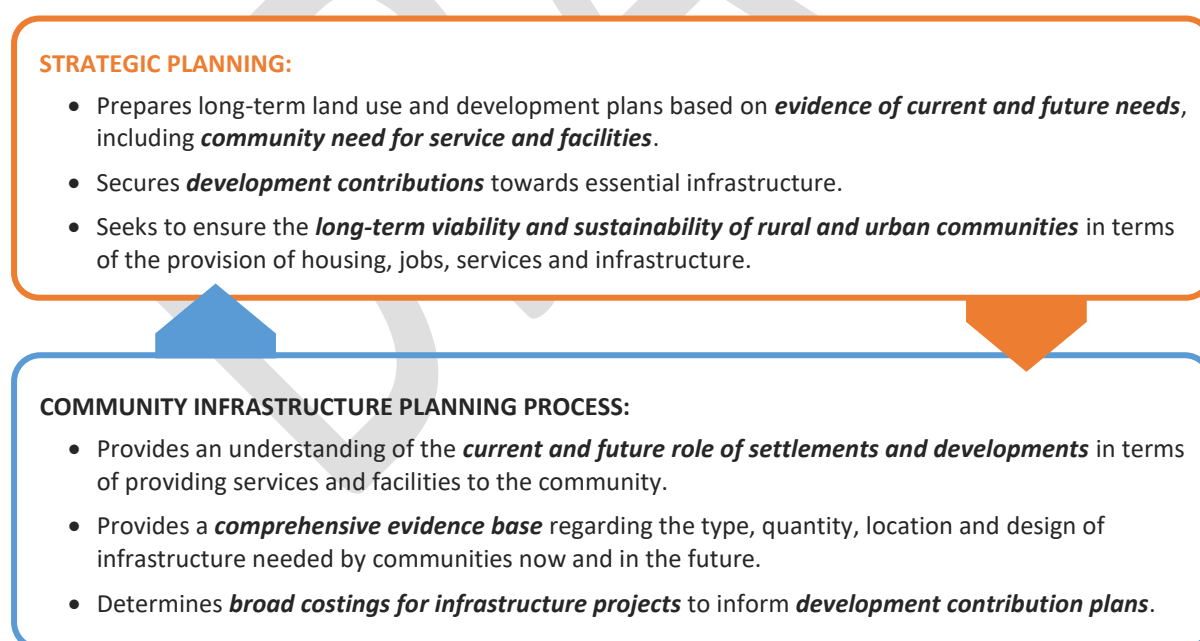 STRATEGIC PLANNING:
• Prepares long-term land use and development plans based on evidence of current and future needs,
including community need for service and facilities.
• Secures development contributions towards essential infrastructure.
• Seeks to ensure the long-term viability and sustainability of rural and urban communities in terms
of the provision of housing, jobs, services and infrastructure.
COMMUNITY INFRASTRUCTURE PLANNING PROCESS:
• Provides an understanding of the current and future role of settlements and developments in terms
of providing services and facilities to the community.
• Provides a comprehensive evidence base regarding the type, quantity, location and design of
infrastructure needed by communities now and in the future.
• Determines broad costings for infrastructure projects to inform development contribution plans.